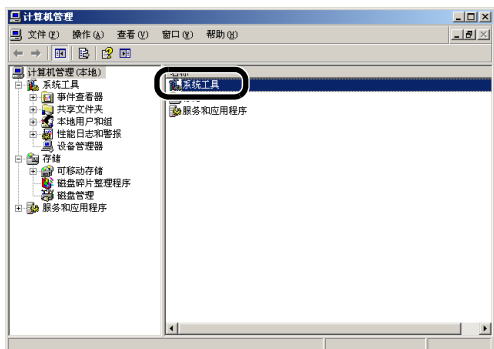 计算机管理
文件(F) 操作(A) 查看(V) 窗口(W) 帮助(H)
计算机管理(本地)
系统工具
事件查看器
共享文件夹
本地用户和组
性能日志和警报
设备管理器
存储
可移动存储
磁盘碎片整理程序
磁盘管理
服务和应用程序
系统工具
服务和应用程序